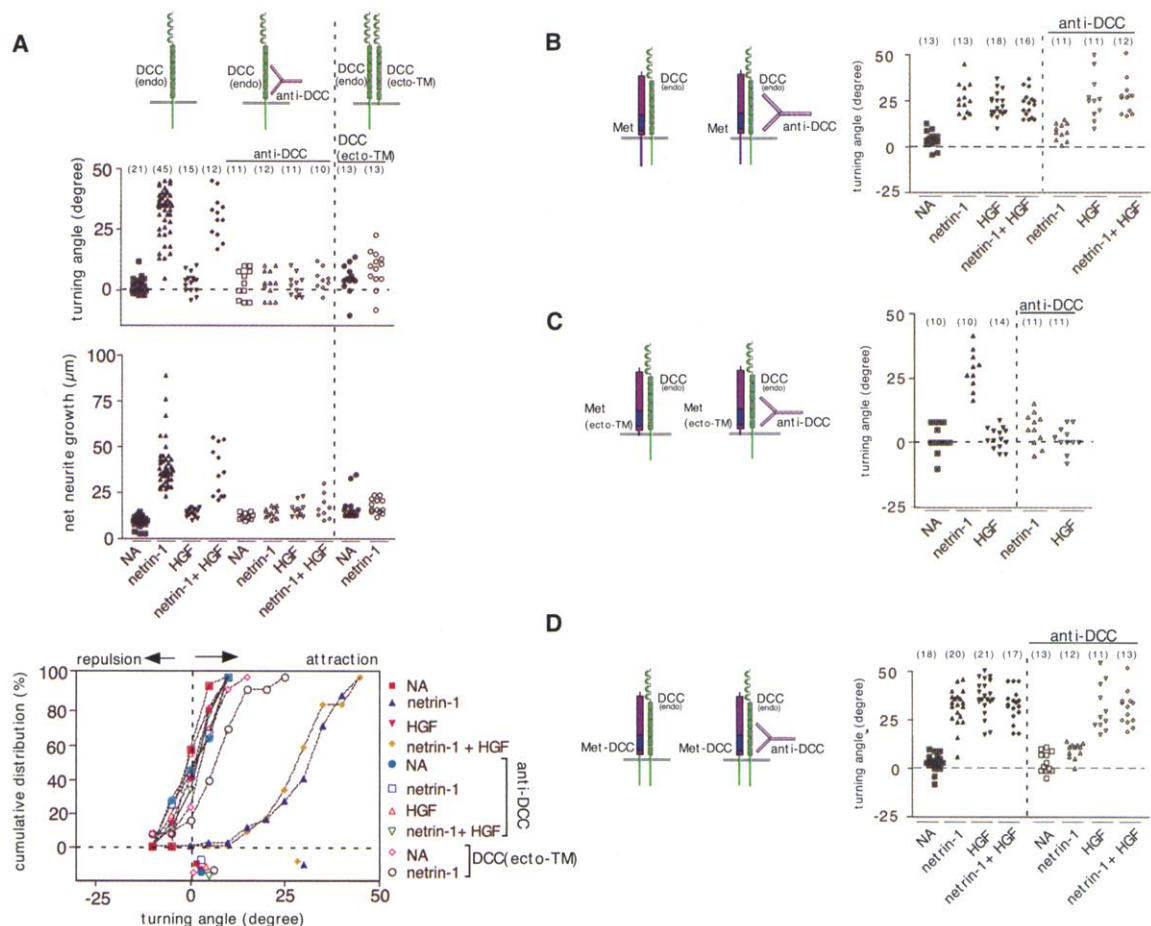 A
DCC
(endo)
DCC
(endo)
anti-DCC
DCC
(endo)
DCC
(ecto-TM)
DCC
(ecto-TM)
anti-DCC
(21) (45) (15) (12) (11) (12) (11) (10) (13) (13)
turning angle (degree)
50
25
0
net neurite growth (µm)
100
75
50
25
0
NA
netrin-1
HGF
netrin-1+ HGF
NA
netrin-1
HGF
netrin-1+ HGF
NA
netrin-1
repulsion
attraction
cumulative distribution (%)
100
80
60
40
20
0
-25 0 25 50
turning angle (degree)
NA
netrin-1
HGF
netrin-1 + HGF
NA
netrin-1
HGF
netrin-1+ HGF
anti-DCC
NA
netrin-1
DCC(ecto-TM)
B
Met
DCC
(endo)
Met
DCC
(endo)
anti-DCC
anti-DCC
(13) (13) (18) (16) (11) (11) (12)
turning angle (degree)
50
25
0
-25
NA
netrin-1
HGF
netrin-1+ HGF
netrin-1
HGF
netrin-1+ HGF
C
Met
(ecto-TM)
DCC
(endo)
Met
(ecto-TM)
DCC
(endo)
anti-DCC
anti-DCC
(10) (10) (14) (11) (11)
turning angle (degree)
50
25
0
-25
NA
netrin-1
HGF
netrin-1
HGF
D
Met-DCC
DCC
(endo)
Met-DCC
DCC
(endo)
anti-DCC
anti-DCC
(18) (20) (21) (17) (13) (12) (11) (13)
turning angle (degree)
50
25
0
-25
NA
netrin-1
HGF
netrin-1+ HGF
NA
netrin-1
HGF
netrin-1+ HGF